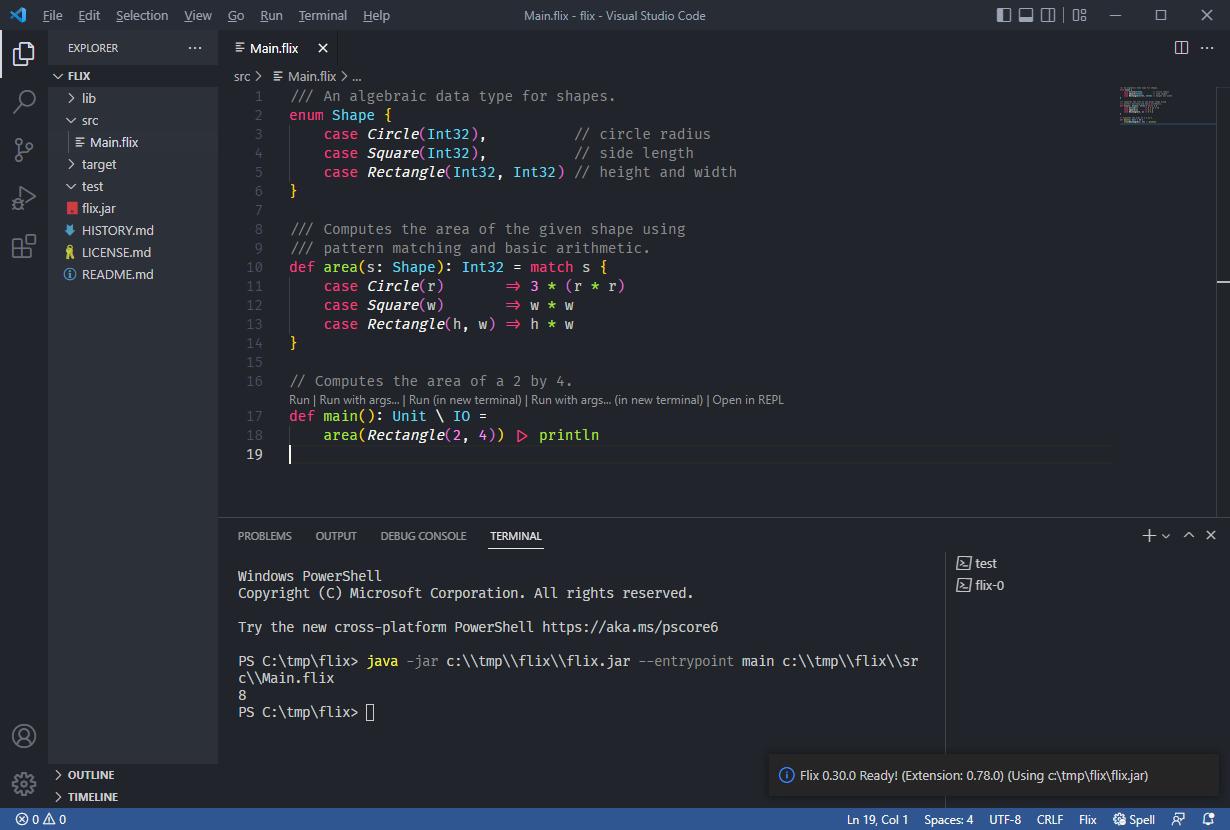 File Edit Selection View Go Run Terminal Help
Main.flix - flix - Visual Studio Code
EXPLORER
FLIX
lib
src
Main.flix
target
test
flix.jar
HISTORY.md
LICENSE.md
README.md
OUTLINE
TIMELINE
Main.flix
src > Main.flix > ...
1 /// An algebraic data type for shapes.
2 enum Shape {
3 case Circle(Int32), // circle radius
4 case Square(Int32), // side length
5 case Rectangle(Int32, Int32) // height and width
6 }
7
8 /// Computes the area of the given shape using
9 /// pattern matching and basic arithmetic.
10 def area(s: Shape): Int32 = match s {
11 case Circle(r) => 3 * (r * r)
12 case Square(w) => w * w
13 case Rectangle(h, w) => h * w
14 }
15
16 // Computes the area of a 2 by 4.
Run | Run with args... | Run (in new terminal) | Run with args... (in new terminal) | Open in REPL
17 def main(): Unit \ IO =
18 area(Rectangle(2, 4)) |> println
19
PROBLEMS OUTPUT DEBUG CONSOLE TERMINAL
Windows PowerShell
Copyright (C) Microsoft Corporation. All rights reserved.
Try the new cross-platform PowerShell https://aka.ms/pscore6
PS C:\tmp\flix> java -jar c:\\tmp\\flix\\flix.jar --entrypoint main c:\\tmp\\flix\\sr
c\\Main.flix
8
PS C:\tmp\flix>
test
flix-0
Flix 0.30.0 Ready! (Extension: 0.78.0) (Using c:\tmp\flix\flix.jar)
0 0
Ln 19, Col 1 Spaces: 4 UTF-8 CRLF Flix Spell